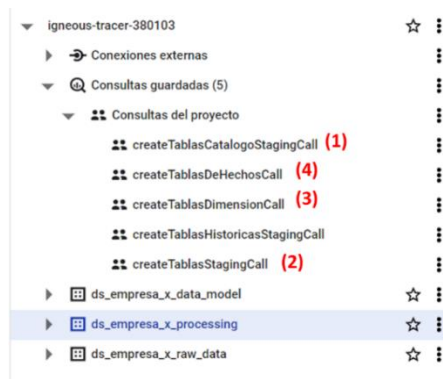 igneous-tracer-380103
Conexiones externas
Consultas guardadas (5)
Consultas del proyecto
createTablasCatalogoStagingCall (1)
createTablasDeHechosCall (4)
createTablasDimensionCall (3)
createTablasHistoricasStagingCall
createTablasStagingCall (2)
ds_empresa_x_data_model
ds_empresa_x_processing
ds_empresa_x_raw_data